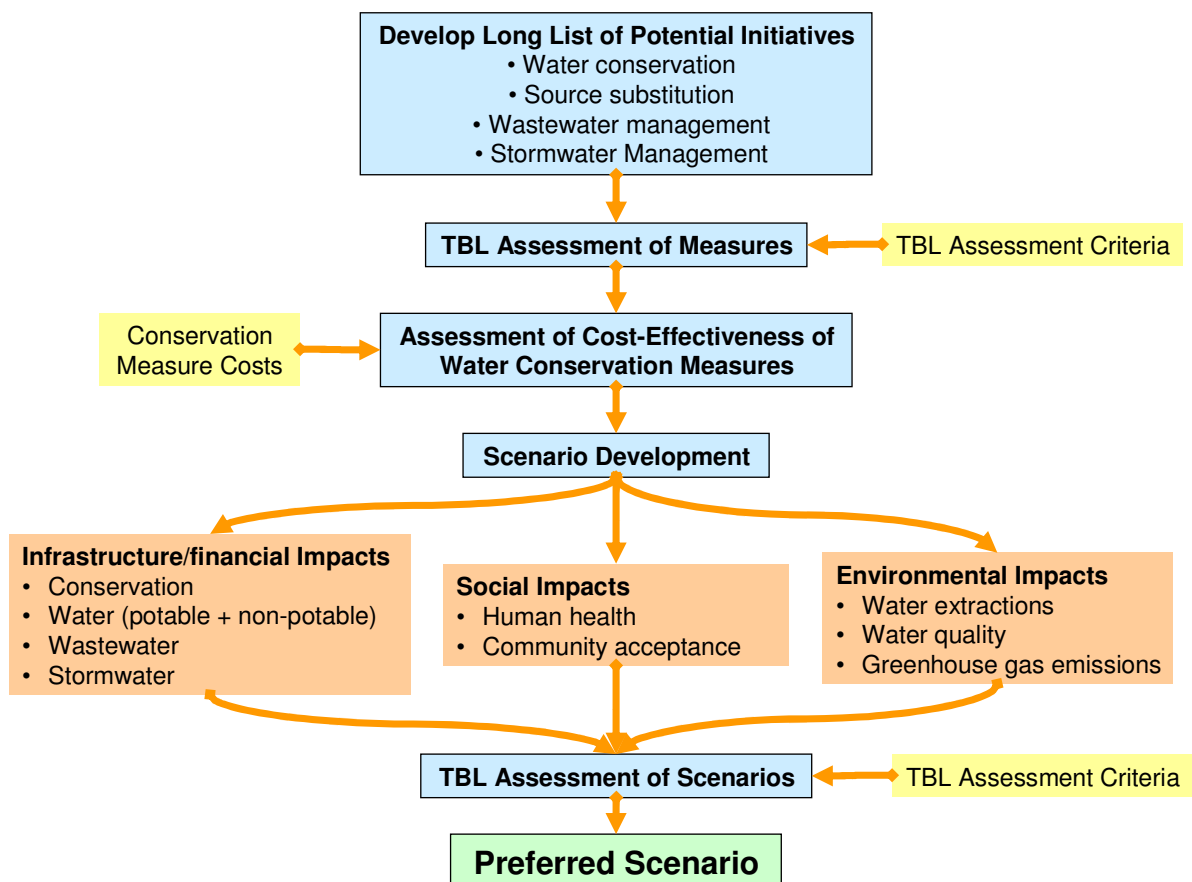 Develop Long List of Potential Initiatives
• Water conservation
• Source substitution
• Wastewater management
• Stormwater Management
TBL Assessment of Measures
TBL Assessment Criteria
Conservation
Measure Costs
Assessment of Cost-Effectiveness of
Water Conservation Measures
Scenario Development
Infrastructure/financial Impacts
• Conservation
• Water (potable + non-potable)
• Wastewater
• Stormwater
Social Impacts
• Human health
• Community acceptance
Environmental Impacts
• Water extractions
• Water quality
• Greenhouse gas emissions
TBL Assessment of Scenarios
TBL Assessment Criteria
Preferred Scenario